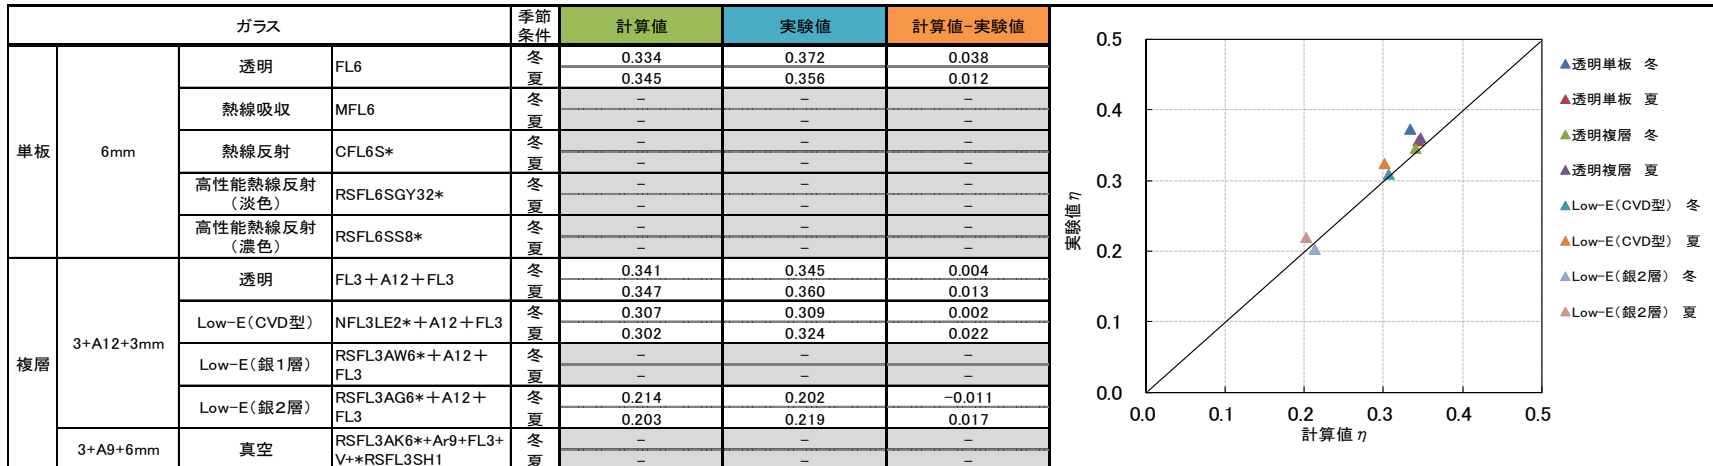 ガラス 季節条件 計算値 実験値 計算値-実験値
単板 6mm 透明 FL6 冬 0.334 0.372 0.038
夏 0.345 0.356 0.012
熱線吸収 MFL6 冬 - - -
夏 - - -
熱線反射 CFL6S* 冬 - - -
夏 - - -
高性能熱線反射（淡色） RSFL6SGY32* 冬 - - -
夏 - - -
高性能熱線反射（濃色） RSFL6SS8* 冬 - - -
夏 - - -
複層 3+A12+3mm 透明 FL3＋A12＋FL3 冬 0.341 0.345 0.004
夏 0.347 0.360 0.013
Low-E（CVD型） NFL3LE2*＋A12＋FL3 冬 0.307 0.309 0.002
夏 0.302 0.324 0.022
Low-E（銀1層） RSFL3AW6*＋A12＋FL3 冬 - - -
夏 - - -
Low-E（銀2層） RSFL3AG6*＋A12＋FL3 冬 0.214 0.202 -0.011
夏 0.203 0.219 0.017
3+A9+6mm 真空 RSFL3AK6*+Ar9+FL3+V+*RSFL3SH1 冬 - - -
夏 - - -
実験値η
0.5
0.4
0.3
0.2
0.1
0.0
0.0 0.1 0.2 0.3 0.4 0.5
計算値η
透明単板 冬
透明単板 夏
透明複層 冬
透明複層 夏
Low-E（CVD型） 冬
Low-E（CVD型） 夏
Low-E（銀2層） 冬
Low-E（銀2層） 夏